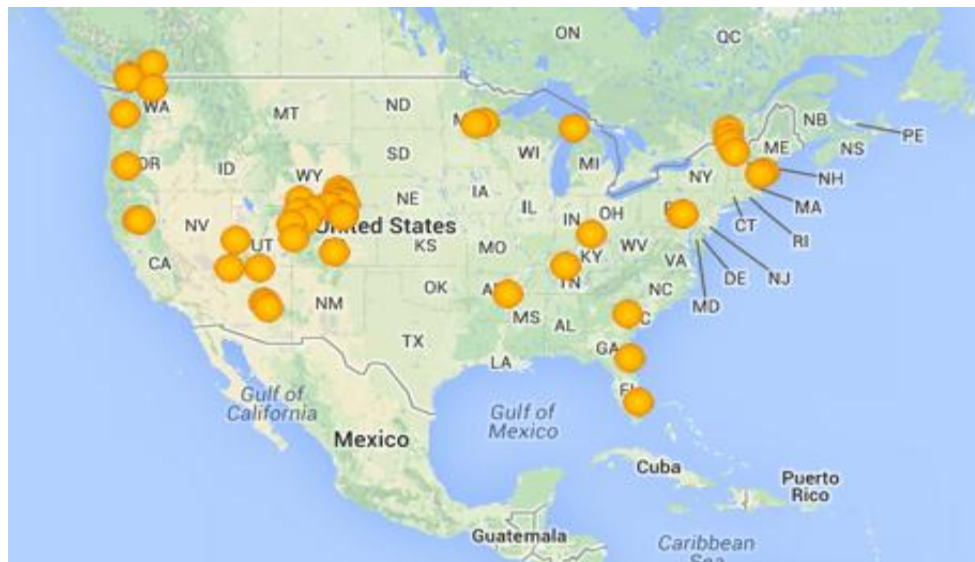 ON
QC
WA
MT
ND
NB
PE
OR
ID
SD
WI
MI
ME
NS
WY
NY
NH
NE
IA
MA
NV
United States
IL
IN
OH
CT
RI
UT
KS
MO
KY
WV
VA
CA
DE
NJ
NM
OK
TN
NC
MD
MS
TX
AL
LA
GA
Gulf of
California
Gulf of
Mexico
Mexico
Cuba
Puerto
Rico
Guatemala
Caribbean